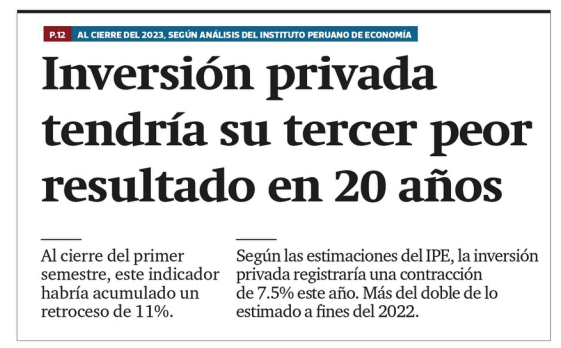 P.12 AL CIERRE DEL 2023, SEGÚN ANÁLISIS DEL INSTITUTO PERUANO DE ECONOMÍA
Inversión privada
tendría su tercer peor
resultado en 20 años
Al cierre del primer
semestre, este indicador
habría acumulado un
retroceso de 11%.
Según las estimaciones del IPE, la inversión
privada registraría una contracción
de 7.5% este año. Más del doble de lo
estimado a fines del 2022.